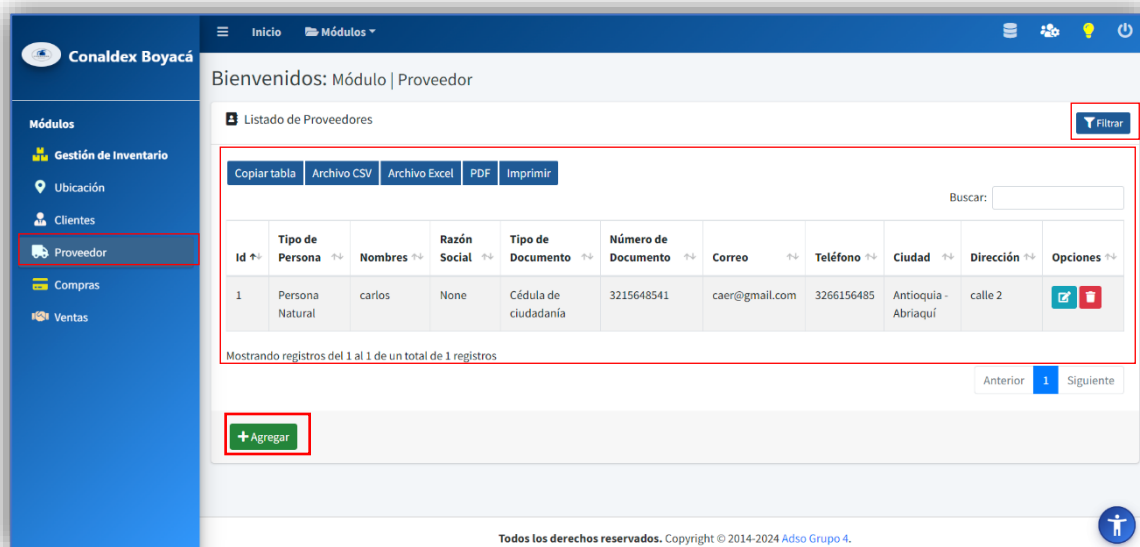 Conaldex Boyacá
Inicio Módulos
Bienvenidos: Módulo | Proveedor
Módulos
Gestión de Inventario
Ubicación
Clientes
Proveedor
Compras
Ventas
Listado de Proveedores
Filtrar
Copiar tabla Archivo CSV Archivo Excel PDF Imprimir
Buscar:
Id Tipo de Persona Nombres Razón Social Tipo de Documento Número de Documento Correo Teléfono Ciudad Dirección Opciones
1 Persona Natural carlos None Cédula de ciudadanía 3215648541 caer@gmail.com 3266156485 Antioquia - Abriaquí calle 2
Mostrando registros del 1 al 1 de un total de 1 registros
Anterior 1 Siguiente
+ Agregar
Todos los derechos reservados. Copyright © 2014-2024 Adso Grupo 4.